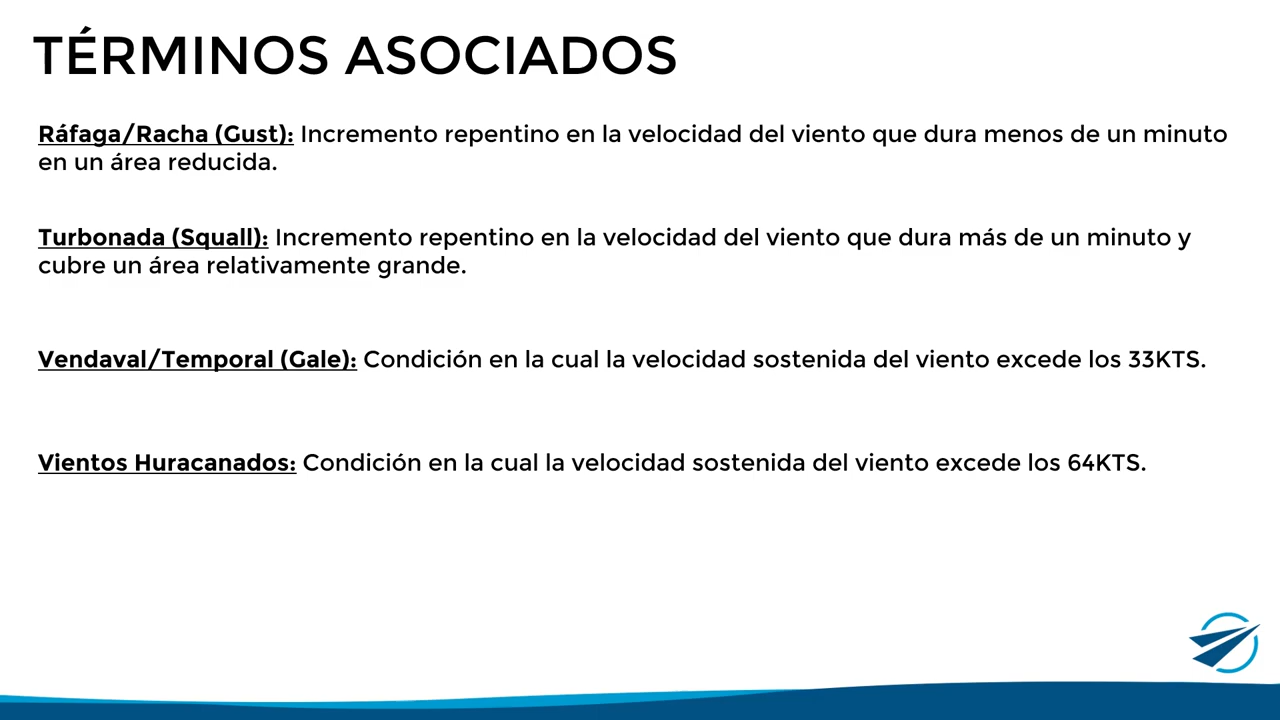 TÉRMINOS ASOCIADOS
Ráfaga/Racha (Gust): Incremento repentino en la velocidad del viento que dura menos de un minuto
en un área reducida.
Turbonada (Squall): Incremento repentino en la velocidad del viento que dura más de un minuto y
cubre un área relativamente grande.
Vendaval/Temporal (Gale): Condición en la cual la velocidad sostenida del viento excede los 33KTS.
Vientos Huracanados: Condición en la cual la velocidad sostenida del viento excede los 64KTS.